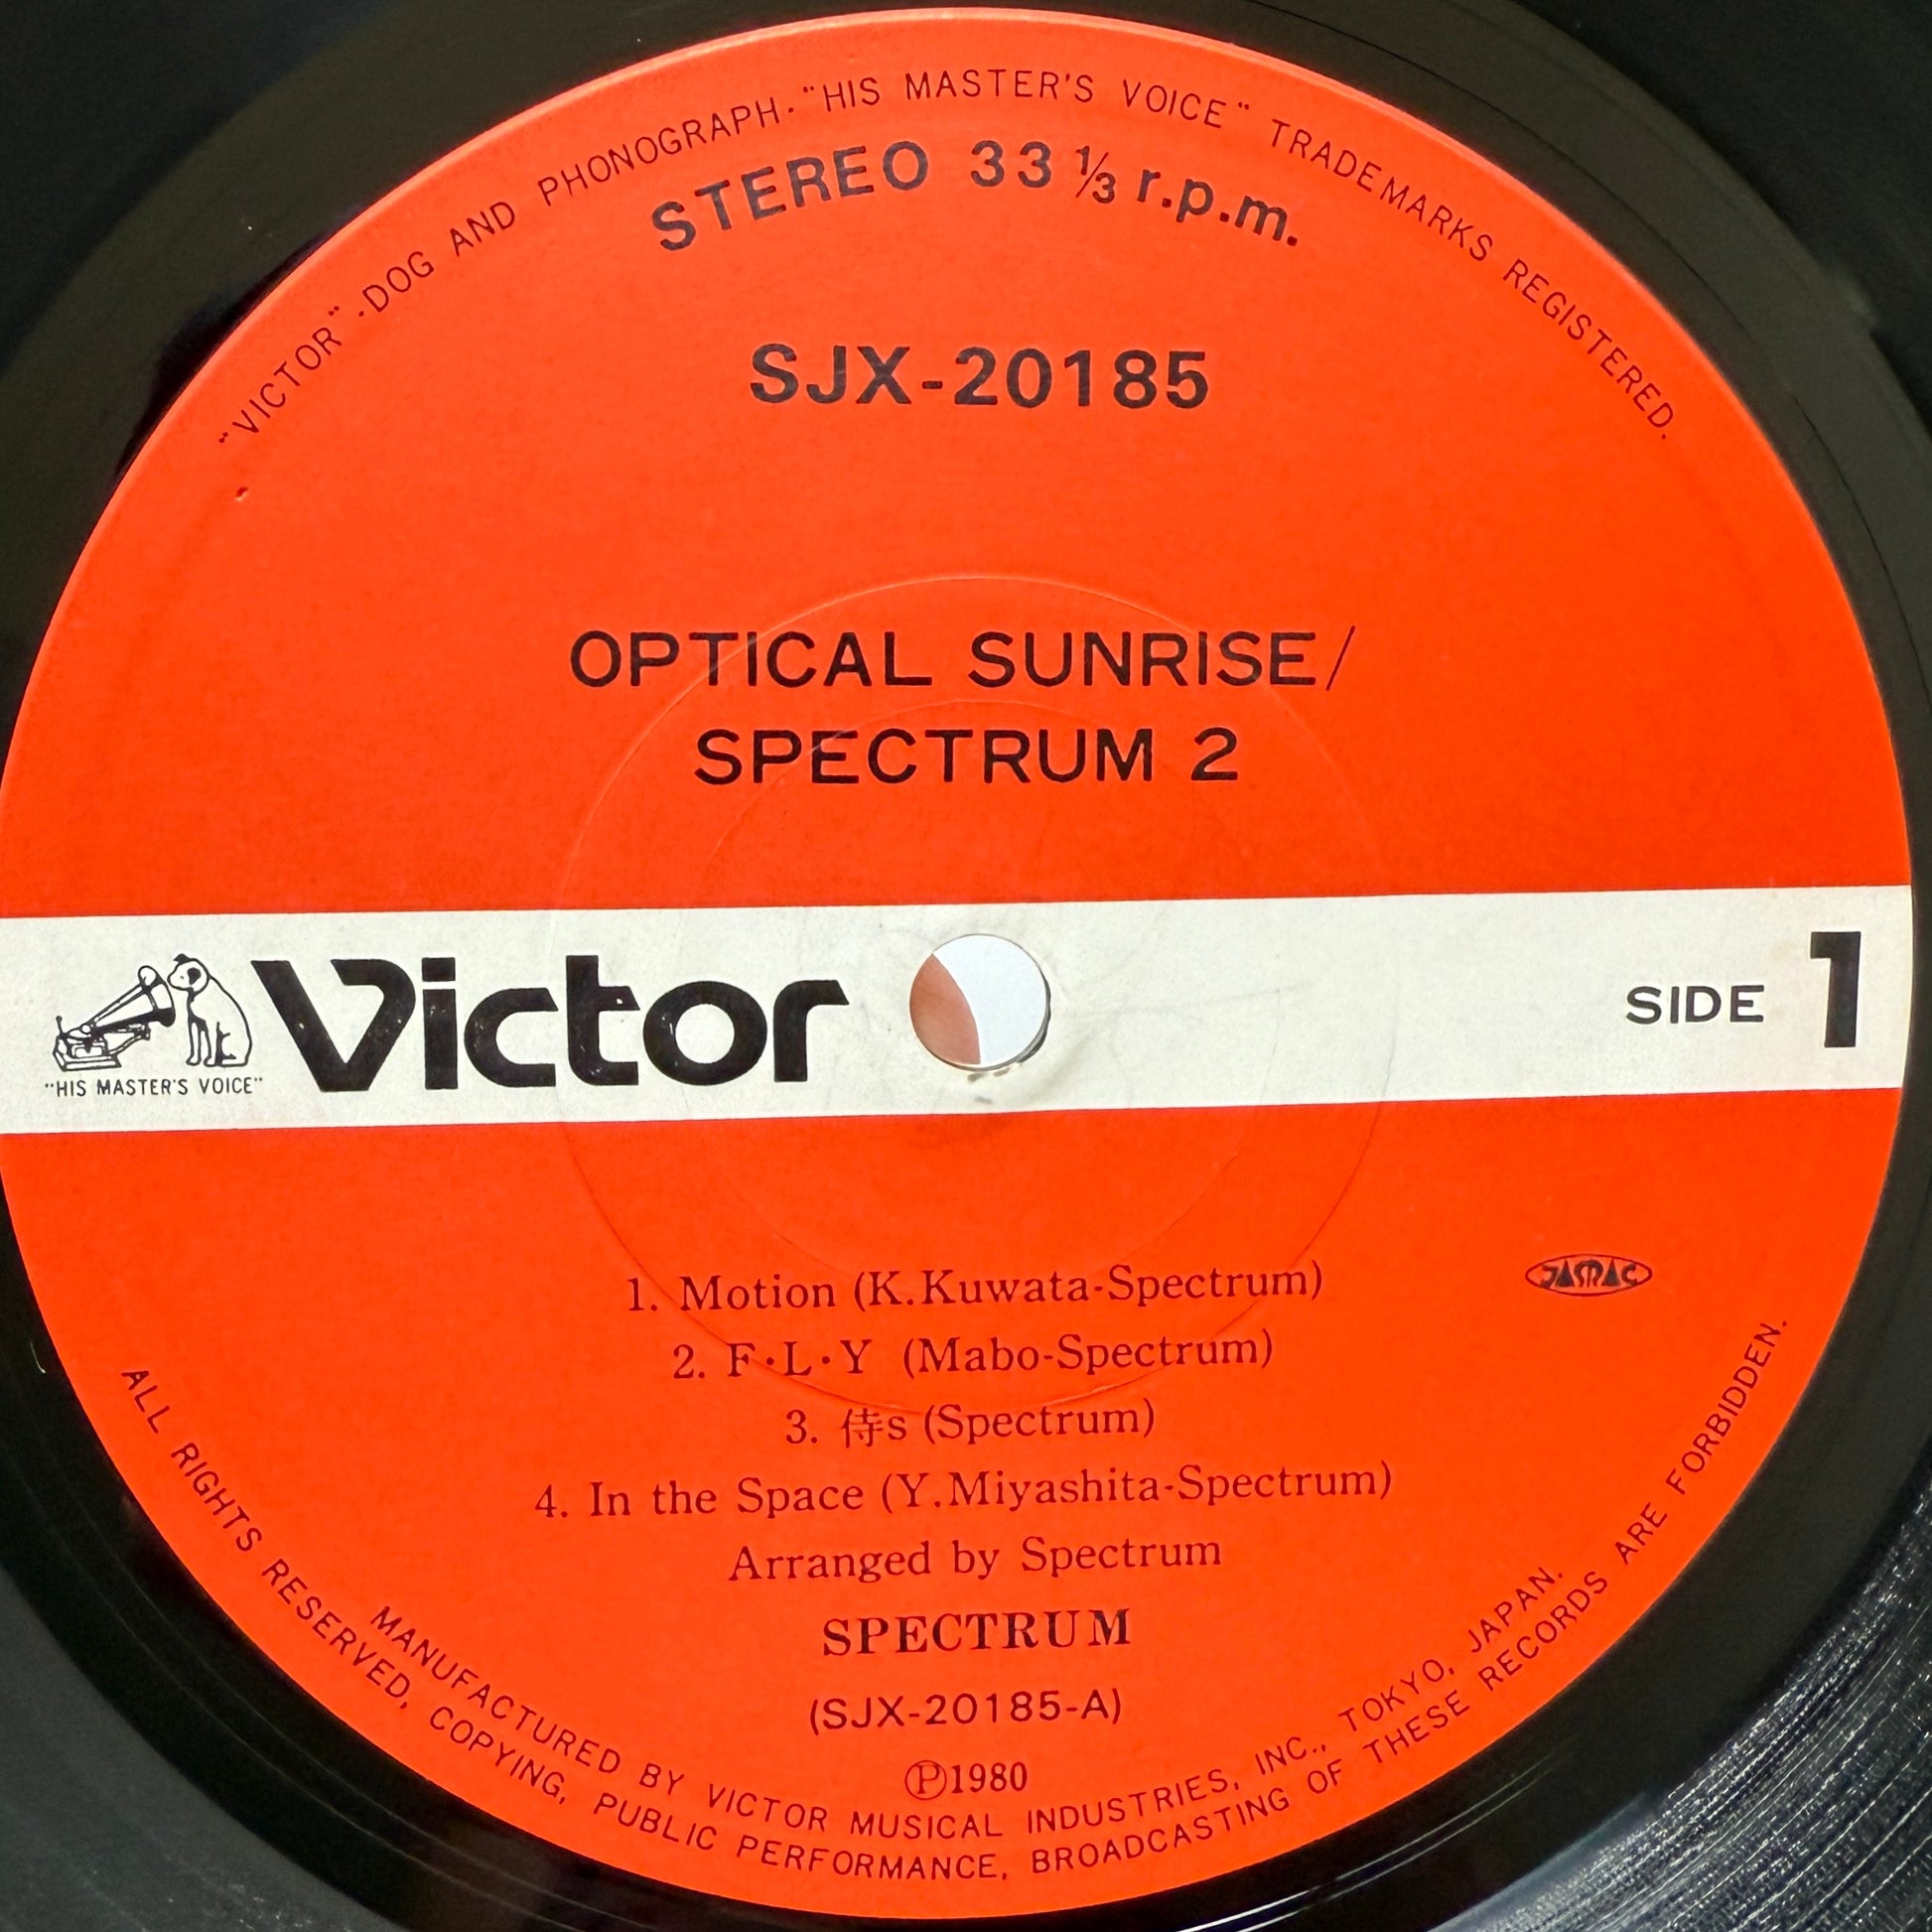 "VICTOR"-DOG AND PHONOGRAPH-"HIS MASTER'S VOICE" TRADEMARKS REGISTERED.
STEREO 33 1/3 r.p.m.
SJX-20185
OPTICAL SUNRISE/
SPECTRUM 2
Victor
"HIS MASTER'S VOICE"
SIDE 1
1. Motion (K.Kuwata-Spectrum)
JASRAC
2. F・L・Y (Mabo-Spectrum)
3. 侍s (Spectrum)
4. In the Space (Y.Miyashita-Spectrum)
Arranged by Spectrum
SPECTRUM
(SJX-20185-A)
Ⓟ1980
MANUFACTURED BY VICTOR MUSICAL INDUSTRIES, INC., TOKYO, JAPAN.
ALL RIGHTS RESERVED, COPYING, PUBLIC PERFORMANCE, BROADCASTING OF THESE RECORDS ARE FORBIDDEN.